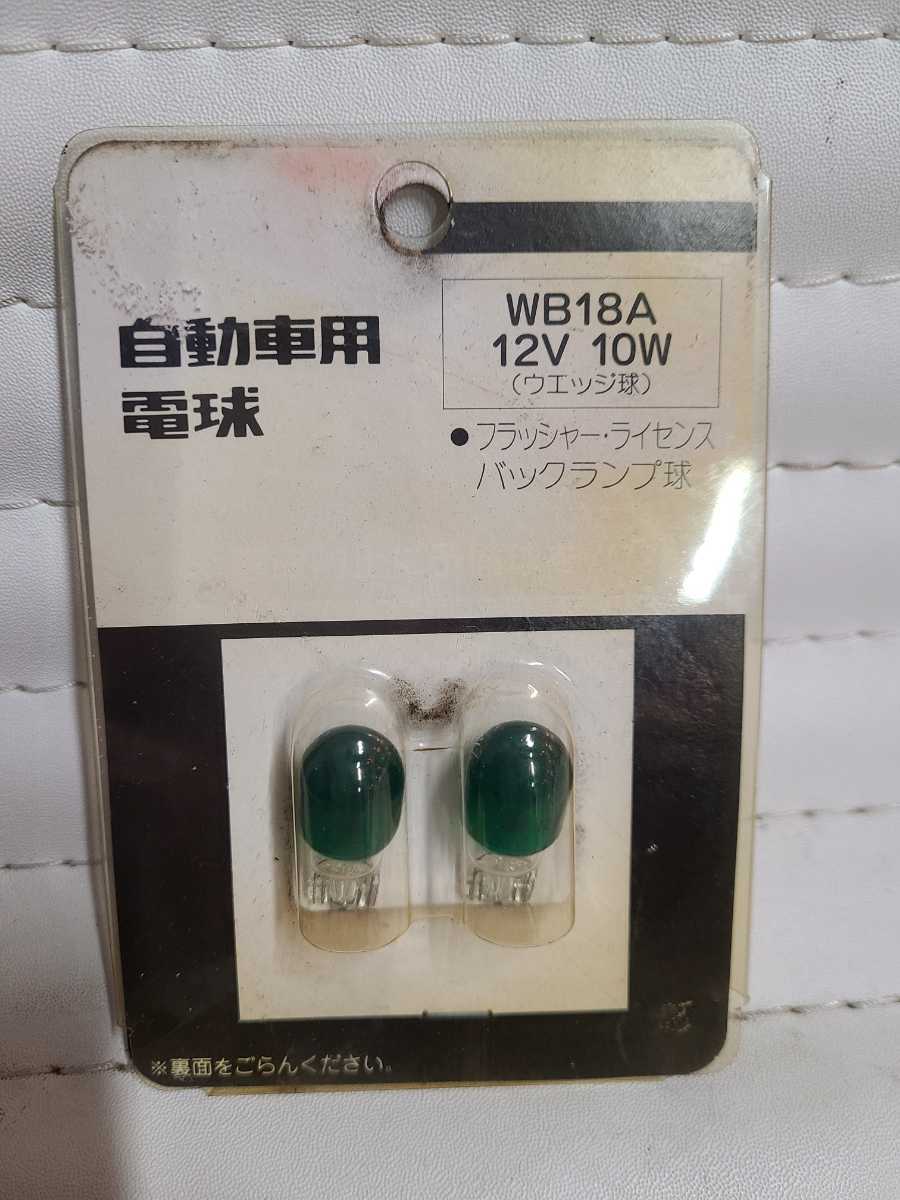 自動車用
電球
WB18A
12V 10W
(ウエッジ球)
●フラッシャー・ライセンス
バックランプ球
※裏面をごらんください。